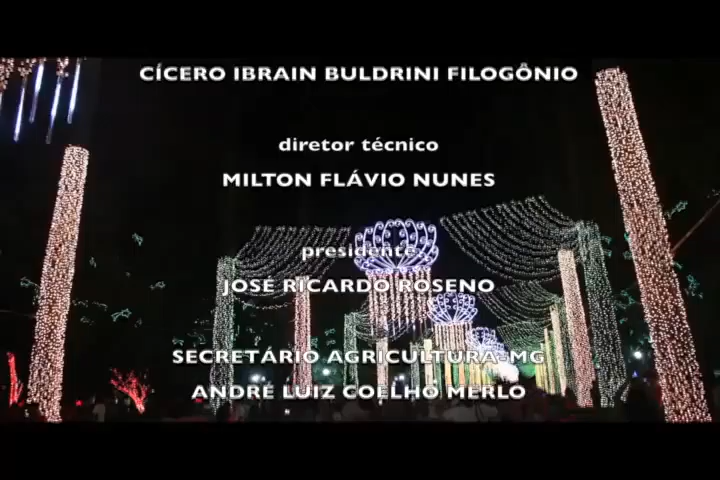 CÍCERO IBRAIN BULDRINI FILOGÔNIO
diretor técnico
MILTON FLÁVIO NUNES
presidente
JOSÉ RICARDO ROSENO
SECRETÁRIO AGRICULTURA-MG
ANDRÉ LUIZ COELHO MERLO